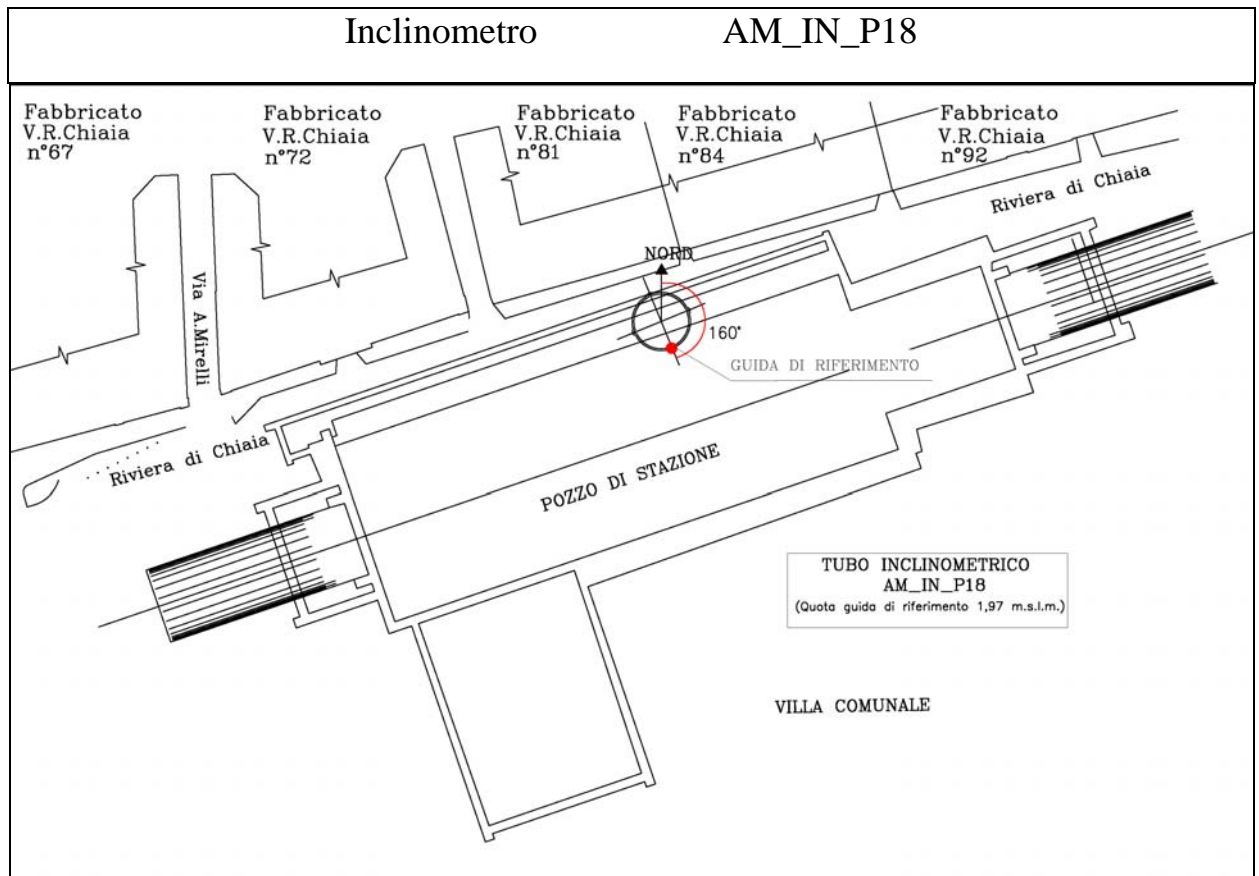 Inclinometro AM_IN_P18
Fabbricato
V.R.Chiaia
n°67
Fabbricato
V.R.Chiaia
n°72
Fabbricato
V.R.Chiaia
n°81
Fabbricato
V.R.Chiaia
n°84
Fabbricato
V.R.Chiaia
n°92
Riviera di Chiaia
NORD
Via A.Mirelli
160°
GUIDA DI RIFERIMENTO
Riviera di Chiaia
POZZO DI STAZIONE
TUBO INCLINOMETRICO
AM_IN_P18
(Quota guida di riferimento 1,97 m.s.l.m.)
VILLA COMUNALE